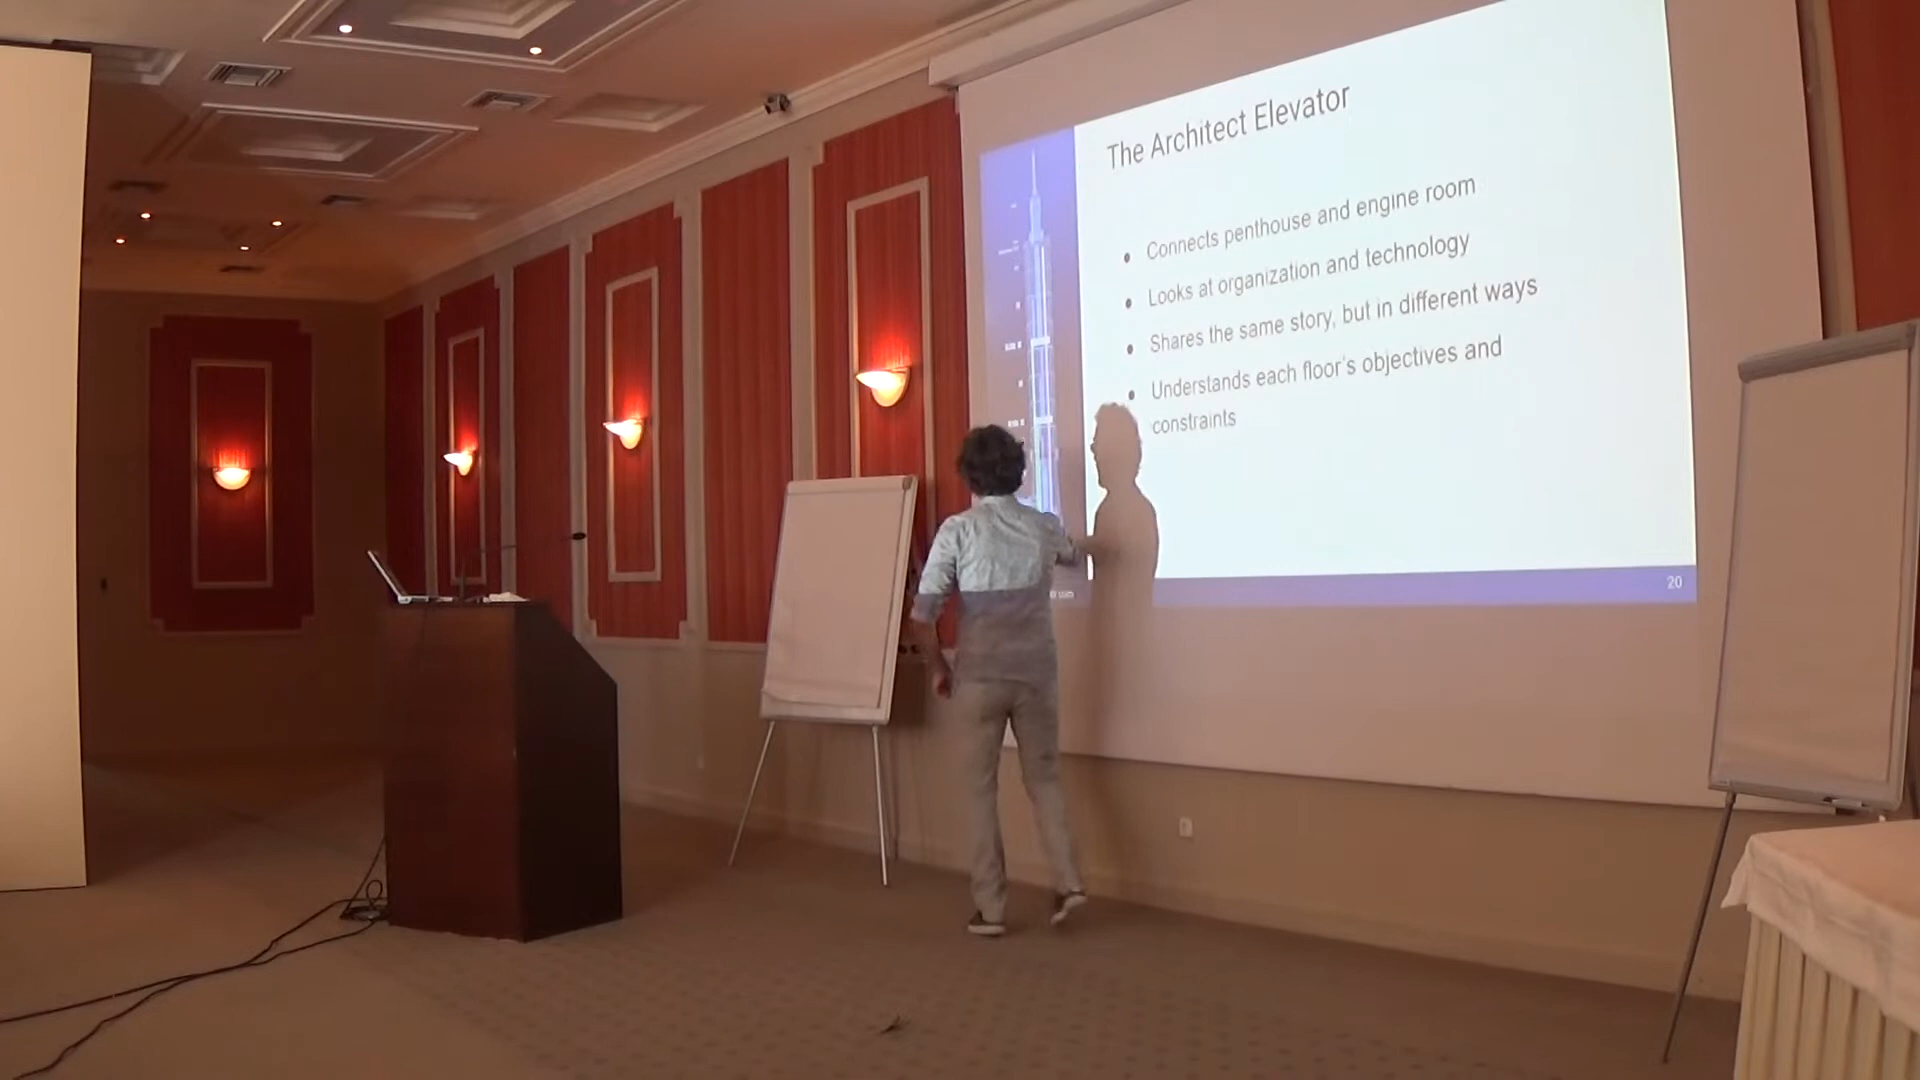 The Architect Elevator
Connects penthouse and engine room
Looks at organization and technology
Shares the same story, but in different ways
Understands each floor's objectives and
constraints
20